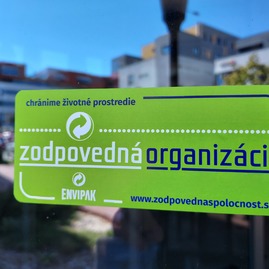 chránime životné prostredie
zodpovedná organizáci
ENVIPAK
www.zodpovednaspolocnost.s